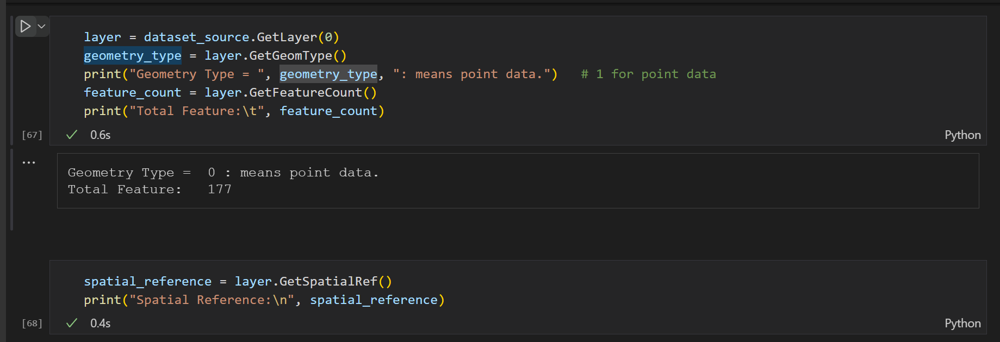 layer = dataset_source.GetLayer(0)
geometry_type = layer.GetGeomType()
print("Geometry Type = ", geometry_type, ": means point data.")   # 1 for point data
feature_count = layer.GetFeatureCount()
print("Total Feature:\t", feature_count)
[67] 0.6s Python
...
Geometry Type =  0 : means point data.
Total Feature:   177
spatial_reference = layer.GetSpatialRef()
print("Spatial Reference:\n", spatial_reference)
[68] 0.4s Python